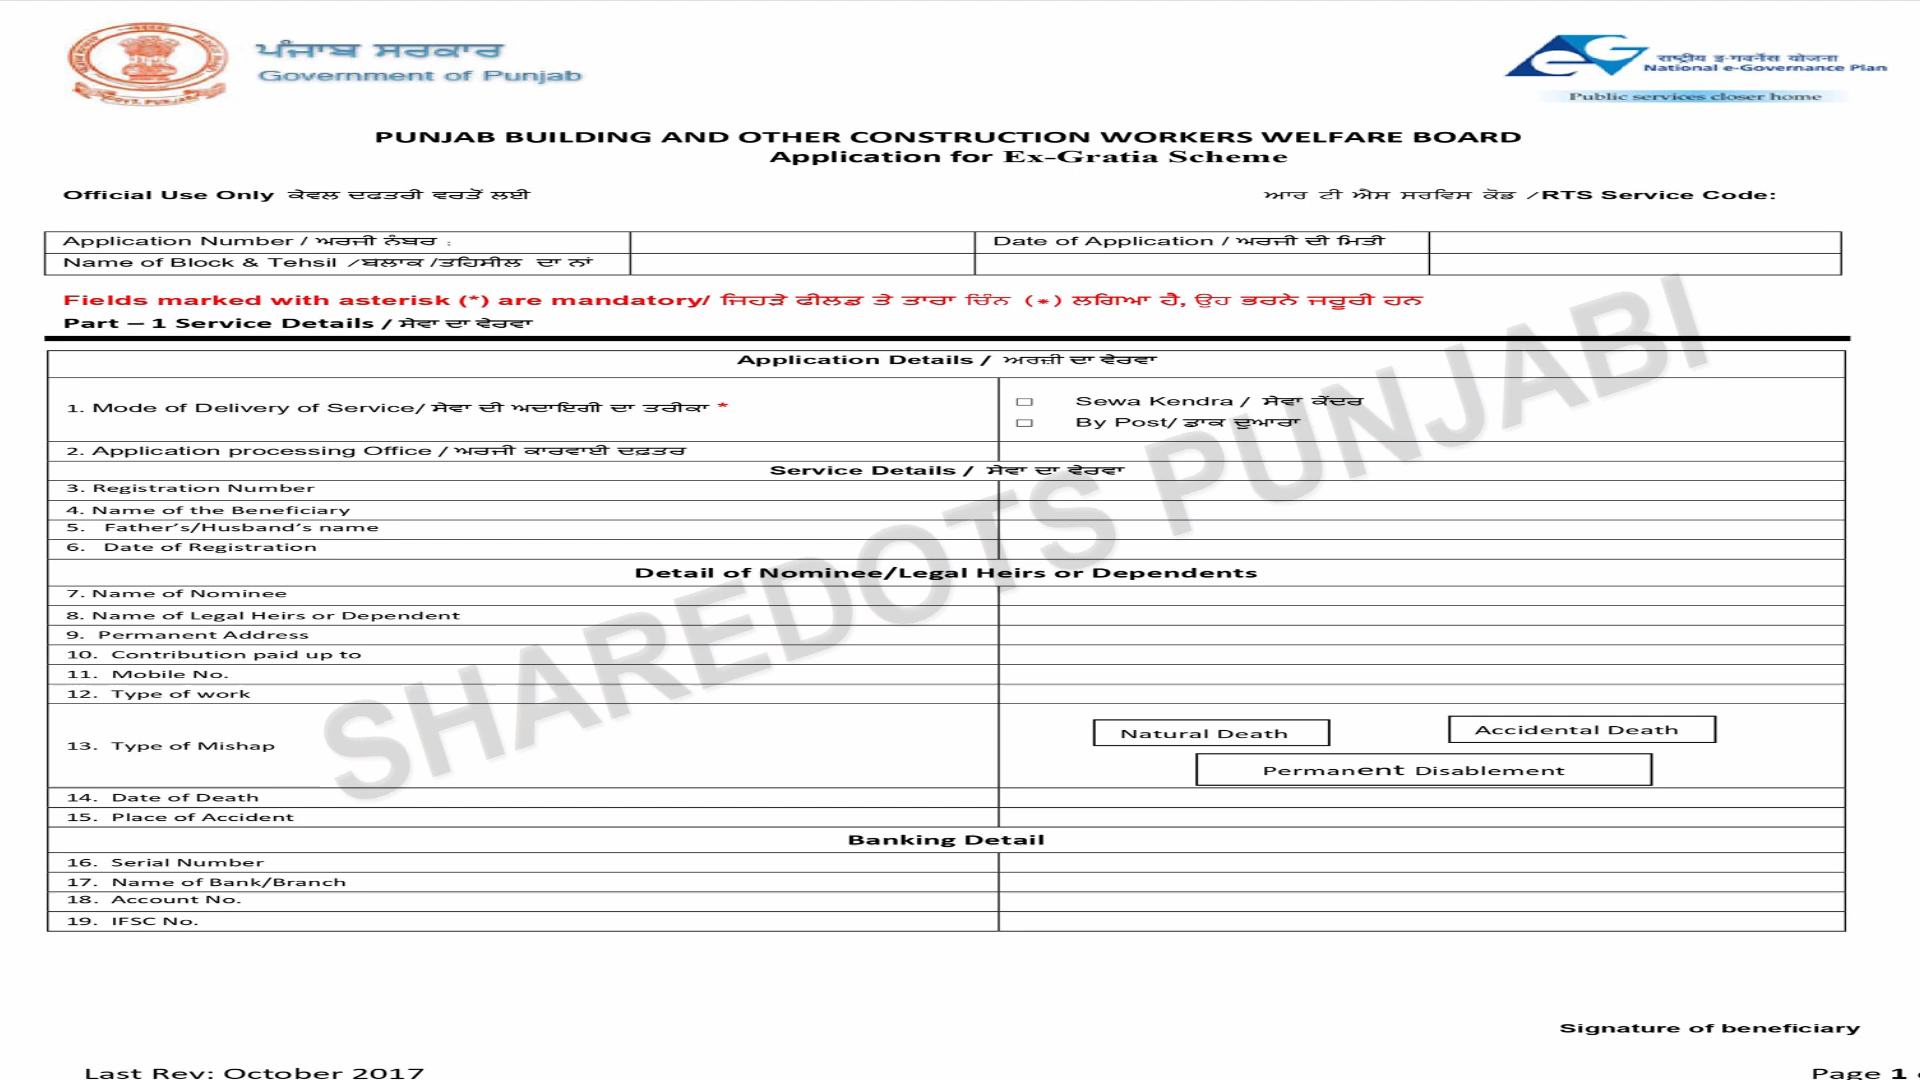 ਪੰਜਾਬ ਸਰਕਾਰ
Government of Punjab
GOVT. PUNJAB
राष्ट्रीय इ-गवर्नेंस योजना
National e-Governance Plan
Public services closer home
PUNJAB BUILDING AND OTHER CONSTRUCTION WORKERS WELFARE BOARD
Application for Ex-Gratia Scheme
Official Use Only ਕੇਵਲ ਦਫਤਰੀ ਵਰਤੋਂ ਲਈ
ਆਰ ਟੀ ਐਸ ਸਰਵਿਸ ਕੋਡ /RTS Service Code:
Application Number / ਅਰਜੀ ਨੰਬਰ :
Date of Application / ਅਰਜੀ ਦੀ ਮਿਤੀ
Name of Block & Tehsil /ਬਲਾਕ /ਤਹਿਸੀਲ ਦਾ ਨਾਂ
Fields marked with asterisk (*) are mandatory/ ਜਿਹੜੇ ਫੀਲਡ ਤੇ ਤਾਰਾ ਚਿੰਨ (*) ਲਗਿਆ ਹੈ, ਉਹ ਭਰਨੇ ਜਰੂਰੀ ਹਨ
Part – 1 Service Details / ਸੇਵਾ ਦਾ ਵੇਰਵਾ
Application Details / ਅਰਜ਼ੀ ਦਾ ਵੇਰਵਾ
1. Mode of Delivery of Service/ ਸੇਵਾ ਦੀ ਅਦਾਇਗੀ ਦਾ ਤਰੀਕਾ *
Sewa Kendra / ਸੇਵਾ ਕੇਂਦਰ
By Post/ ਡਾਕ ਦੁਆਰਾ
2. Application processing Office / ਅਰਜੀ ਕਾਰਵਾਈ ਦਫ਼ਤਰ
Service Details / ਸੇਵਾ ਦਾ ਵੇਰਵਾ
3. Registration Number
4. Name of the Beneficiary
5. Father’s/Husband’s name
6. Date of Registration
Detail of Nominee/Legal Heirs or Dependents
7. Name of Nominee
8. Name of Legal Heirs or Dependent
9. Permanent Address
10. Contribution paid up to
11. Mobile No.
12. Type of work
13. Type of Mishap
Natural Death
Accidental Death
Permanent Disablement
14. Date of Death
15. Place of Accident
Banking Detail
16. Serial Number
17. Name of Bank/Branch
18. Account No.
19. IFSC No.
SHAREDOTS PUNJABI
Signature of beneficiary
Last Rev: October 2017
Page 1